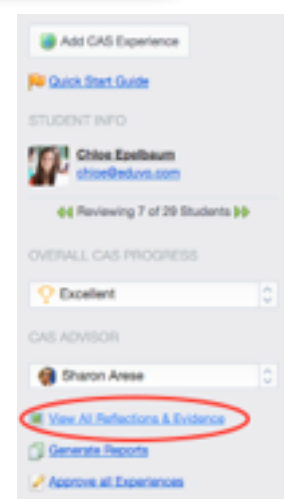 Add CAS Experience
Quick Start Guide
STUDENT INFO
Chloe Epelbaum
chloe@eduvo.com
Reviewing 7 of 29 Students
OVERALL CAS PROGRESS
Excellent
CAS ADVISOR
Sharon Arese
View All Reflections & Evidence
Generate Reports
Approve all Experiences